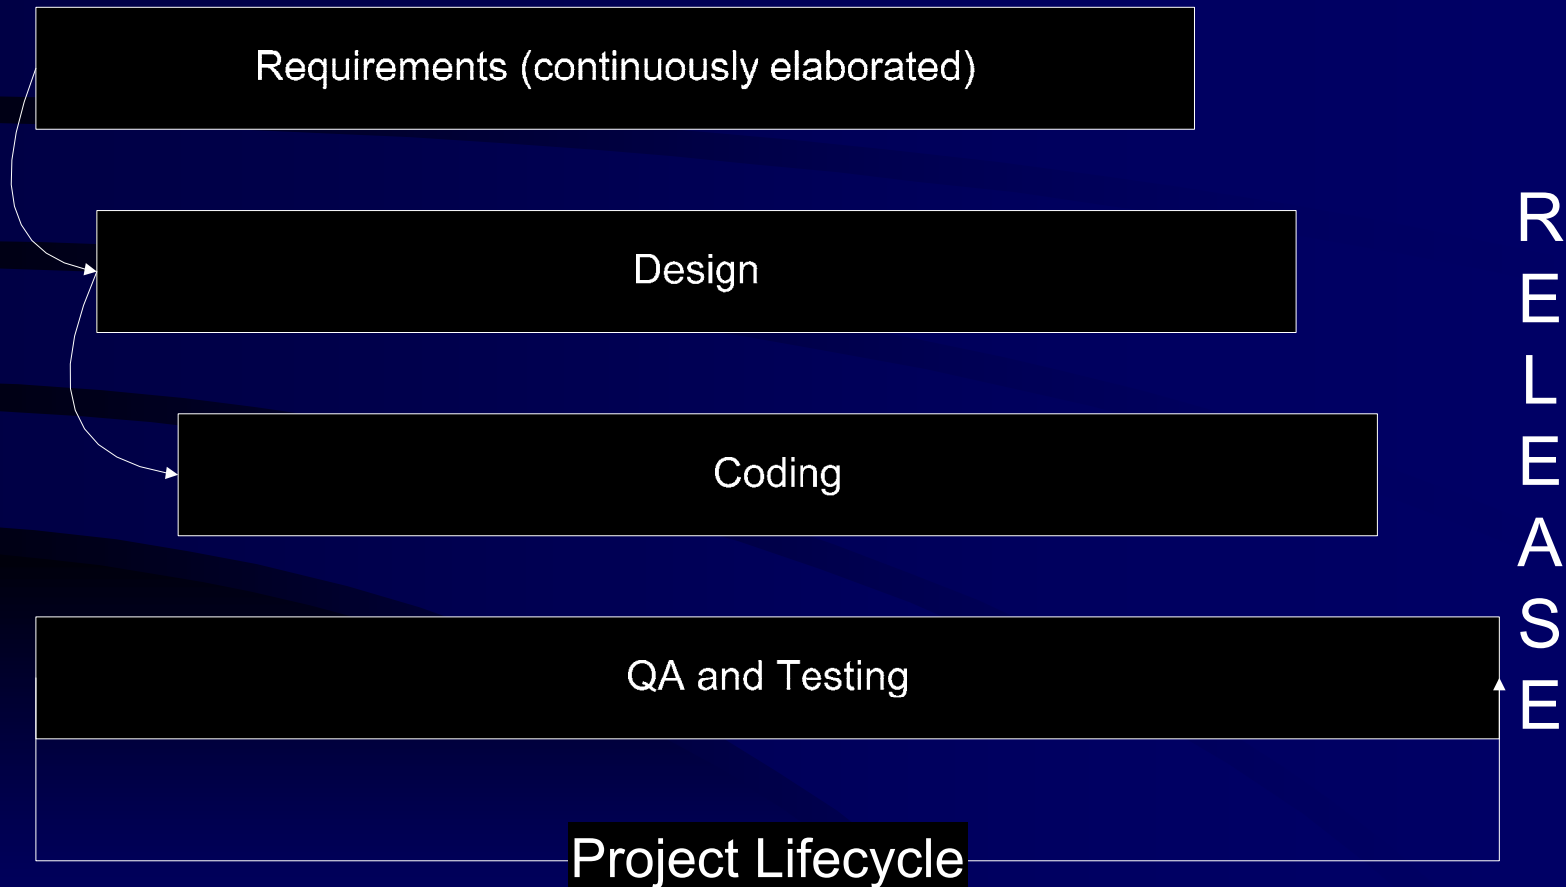 Requirements (continuously elaborated)
Design
Coding
QA and Testing
Project Lifecycle
R
E
L
E
A
S
E